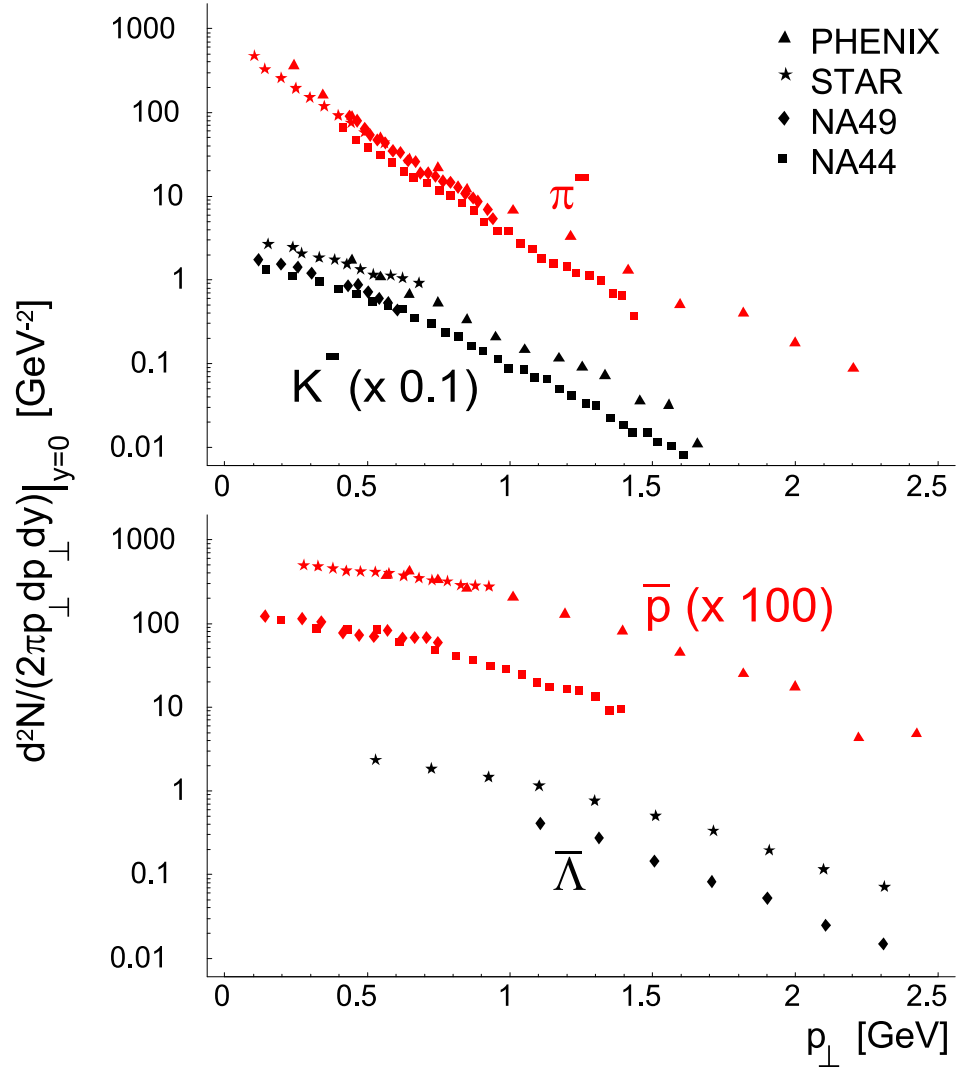 1000
100
10
1
0.1
0.01
▲ PHENIX
★ STAR
◆ NA49
■ NA44
π⁻
K⁻ (x 0.1)
0 0.5 1 1.5 2 2.5
d²N/(2πp⊥dp⊥dy)|y=0 [GeV⁻²]
1000
100
10
1
0.1
0.01
p̅ (x 100)
Λ̅
0 0.5 1 1.5 2 2.5
p⊥ [GeV]